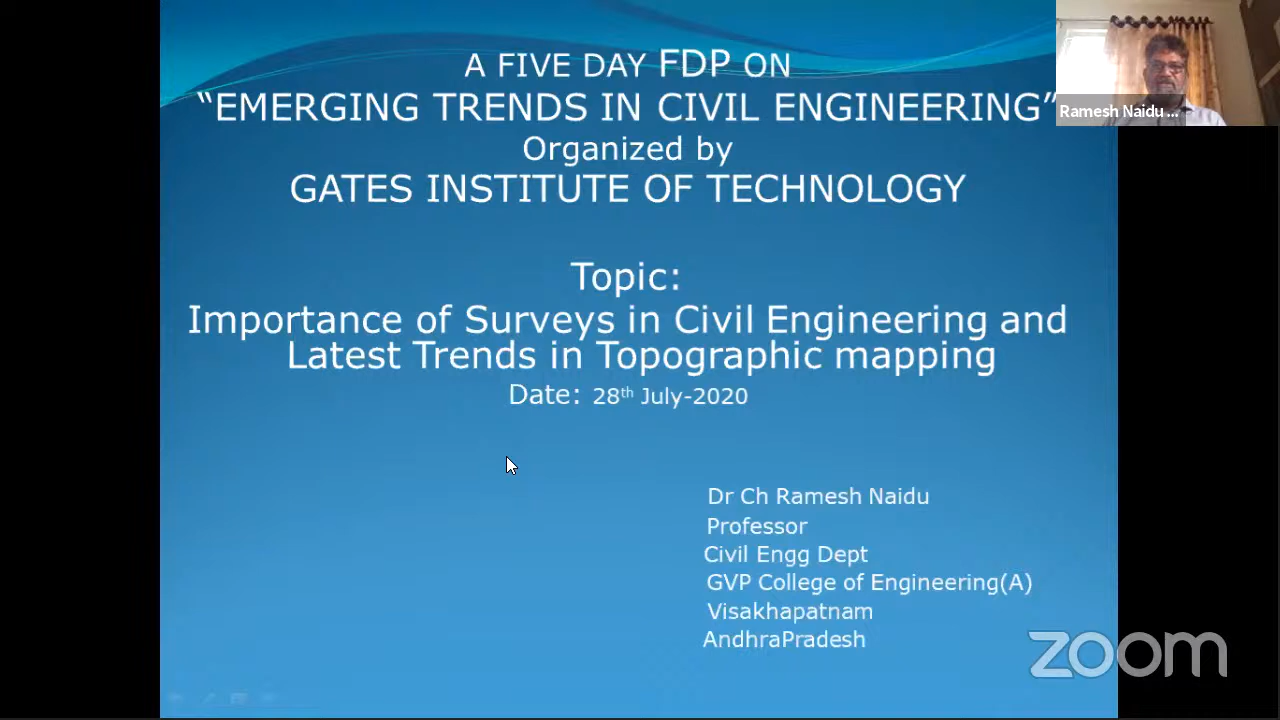 A FIVE DAY FDP ON
“EMERGING TRENDS IN CIVIL ENGINEERING”
Organized by
GATES INSTITUTE OF TECHNOLOGY
Topic:
Importance of Surveys in Civil Engineering and
Latest Trends in Topographic mapping
Date: 28th July-2020
Dr Ch Ramesh Naidu
Professor
Civil Engg Dept
GVP College of Engineering(A)
Visakhapatnam
AndhraPradesh
Ramesh Naidu ...
zoom